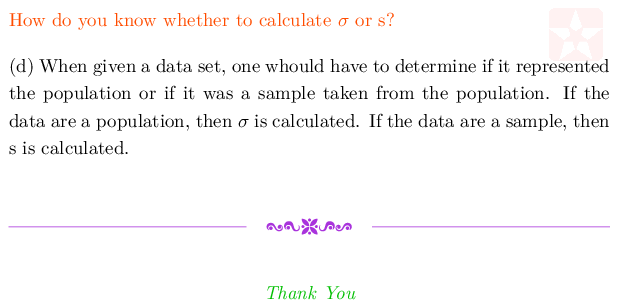 How do you know whether to calculate σ or s?
(d) When given a data set, one whould have to determine if it represented
the population or if it was a sample taken from the population. If the
data are a population, then σ is calculated. If the data are a sample, then
s is calculated.
Thank You